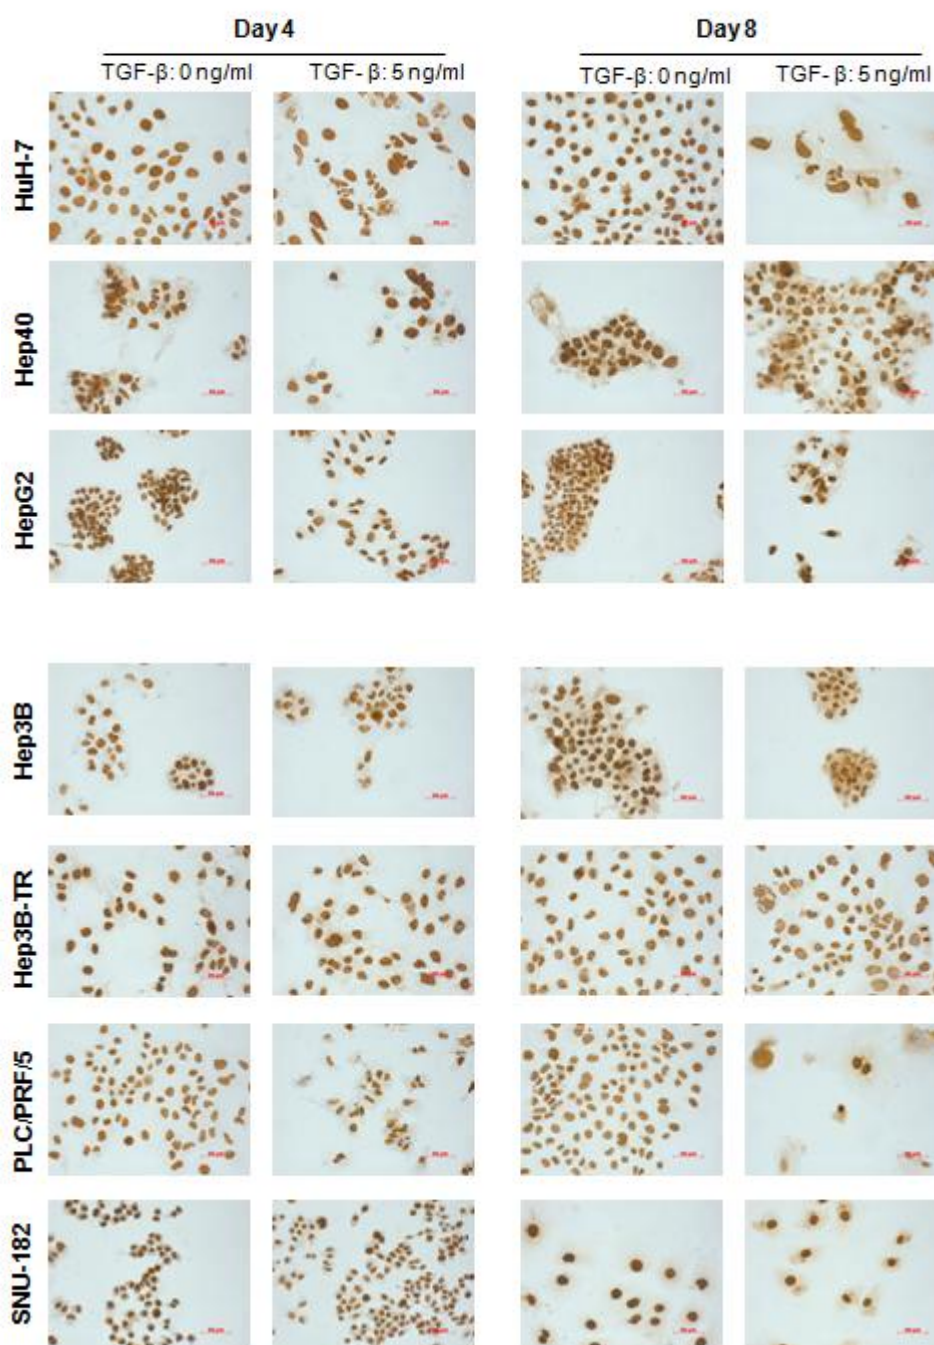 Day 4 Day 8
TGF-β: 0 ng/ml TGF- β: 5 ng/ml TGF-β: 0 ng/ml TGF- β: 5 ng/ml
HuH-7
Hep40
HepG2
Hep3B
Hep3B-TR
PLC/PRF/5
SNU-182